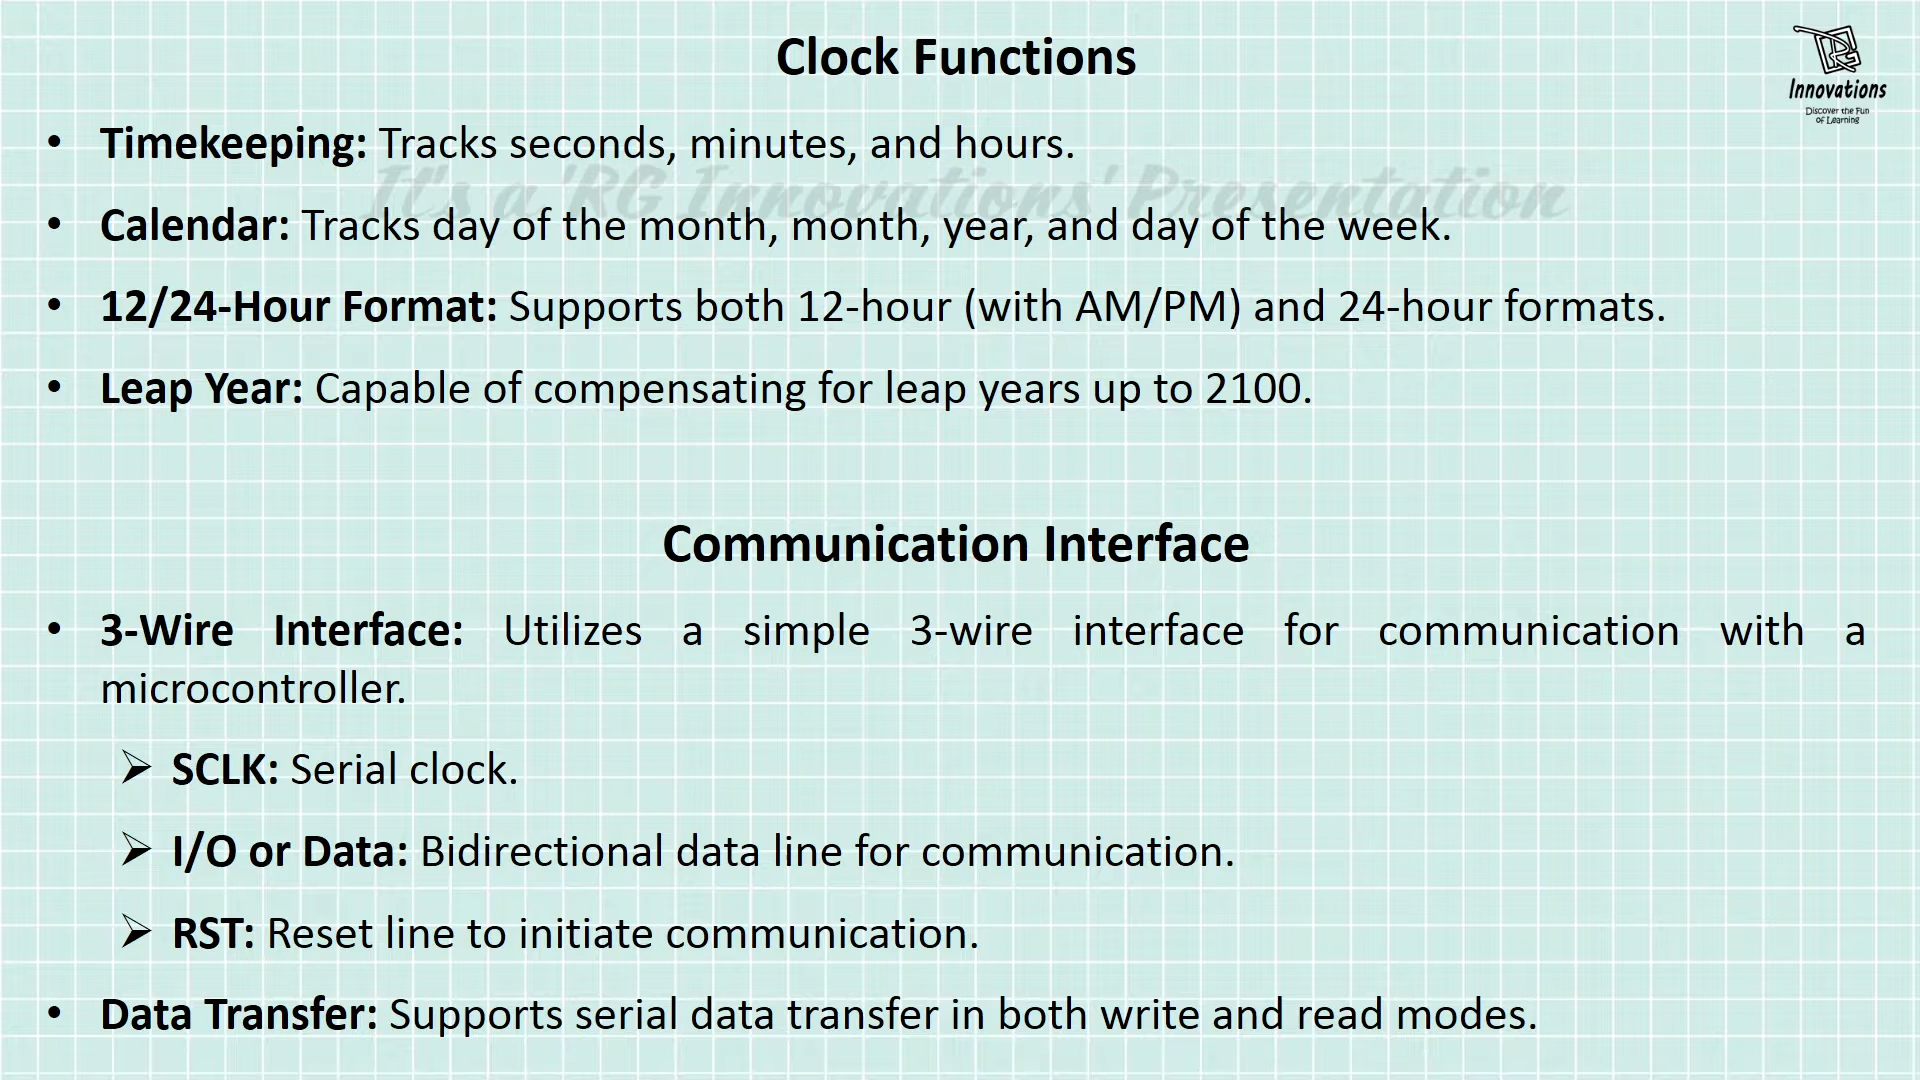 Clock Functions
Innovations
Discover the Fun
of Learning
• Timekeeping: Tracks seconds, minutes, and hours.
It's a 'RG Innovations' Presentation
• Calendar: Tracks day of the month, month, year, and day of the week.
• 12/24-Hour Format: Supports both 12-hour (with AM/PM) and 24-hour formats.
• Leap Year: Capable of compensating for leap years up to 2100.
Communication Interface
• 3-Wire Interface: Utilizes a simple 3-wire interface for communication with a
microcontroller.
➢ SCLK: Serial clock.
➢ I/O or Data: Bidirectional data line for communication.
➢ RST: Reset line to initiate communication.
• Data Transfer: Supports serial data transfer in both write and read modes.